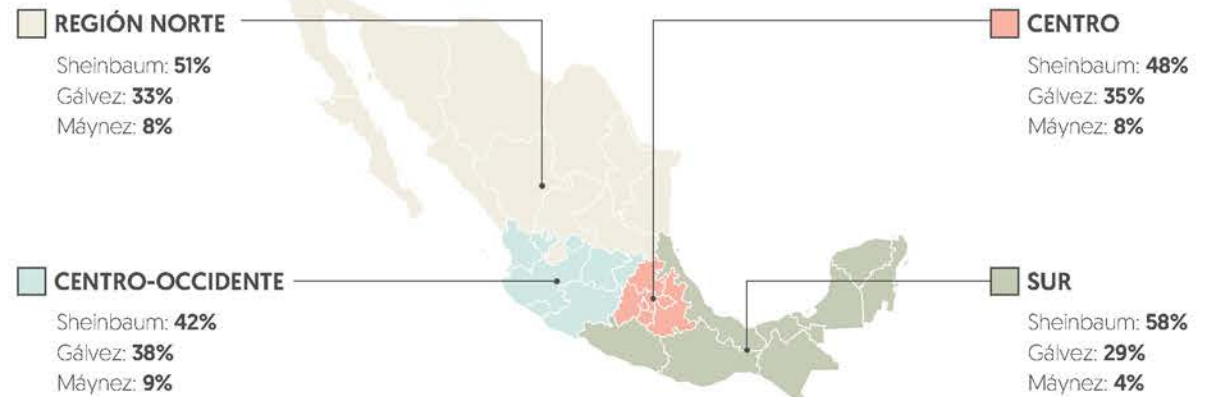 REGIÓN NORTE
Sheinbaum: 51%
Gálvez: 33%
Máynez: 8%
CENTRO
Sheinbaum: 48%
Gálvez: 35%
Máynez: 8%
CENTRO-OCCIDENTE
Sheinbaum: 42%
Gálvez: 38%
Máynez: 9%
SUR
Sheinbaum: 58%
Gálvez: 29%
Máynez: 4%